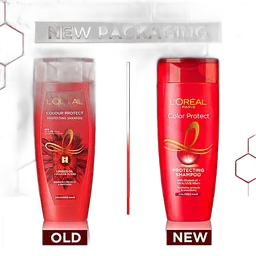 NEW PACKAGING
L'ORÉAL
COLOUR PROTECT
PROTECTING SHAMPOO
L'ORÉAL
PARIS
Color Protect
PROTECTING
SHAMPOO
OLD
NEW